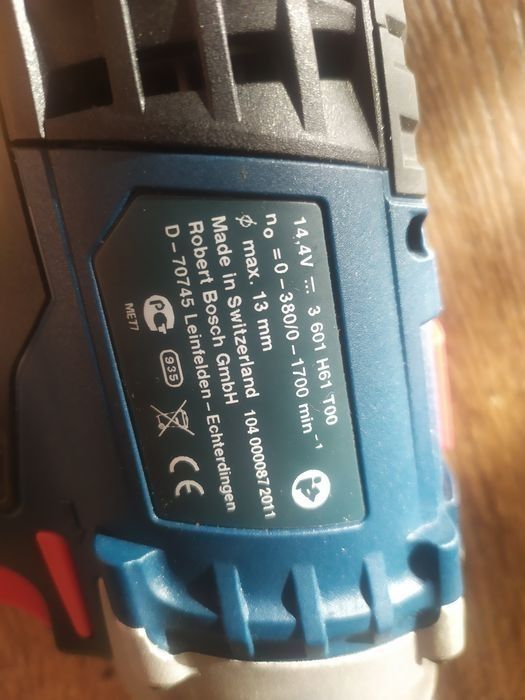 14,4V ⎓ 3 601 H61 T00
n₀ = 0 – 380/0 – 1700 min⁻¹
ø max. 13 mm
Made in Switzerland 104 000087 2011
Robert Bosch GmbH
D – 70745 Leinfelden – Echterdingen
PCT
935
CE
ME77